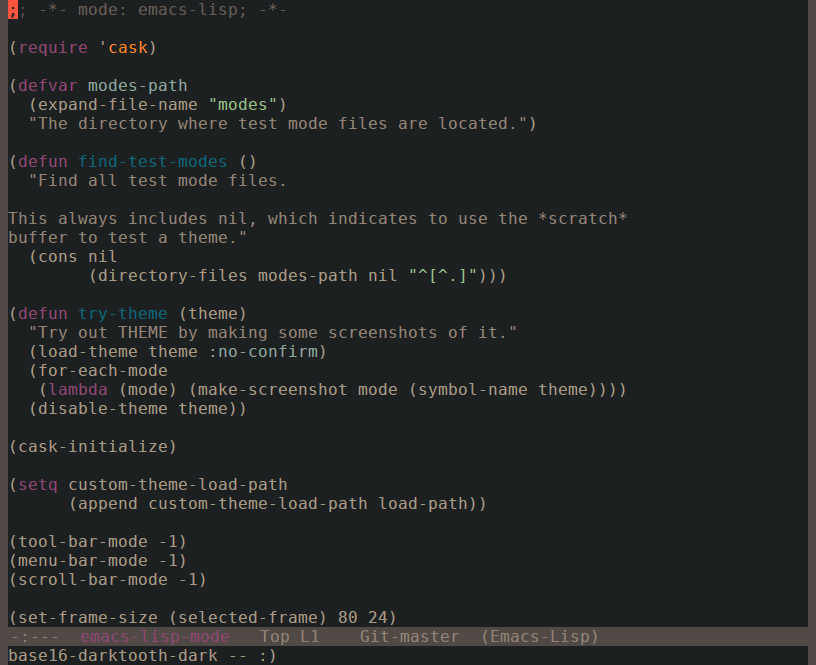 ;; -*- mode: emacs-lisp; -*-

(require 'cask)

(defvar modes-path
  (expand-file-name "modes")
  "The directory where test mode files are located.")

(defun find-test-modes ()
  "Find all test mode files.

This always includes nil, which indicates to use the *scratch*
buffer to test a theme."
  (cons nil
        (directory-files modes-path nil "^[^.]")))

(defun try-theme (theme)
  "Try out THEME by making some screenshots of it."
  (load-theme theme :no-confirm)
  (for-each-mode
   (lambda (mode) (make-screenshot mode (symbol-name theme))))
  (disable-theme theme))

(cask-initialize)

(setq custom-theme-load-path
      (append custom-theme-load-path load-path))

(tool-bar-mode -1)
(menu-bar-mode -1)
(scroll-bar-mode -1)

(set-frame-size (selected-frame) 80 24)
-:---  emacs-lisp-mode   Top L1    Git-master  (Emacs-Lisp)
base16-darktooth-dark -- :)